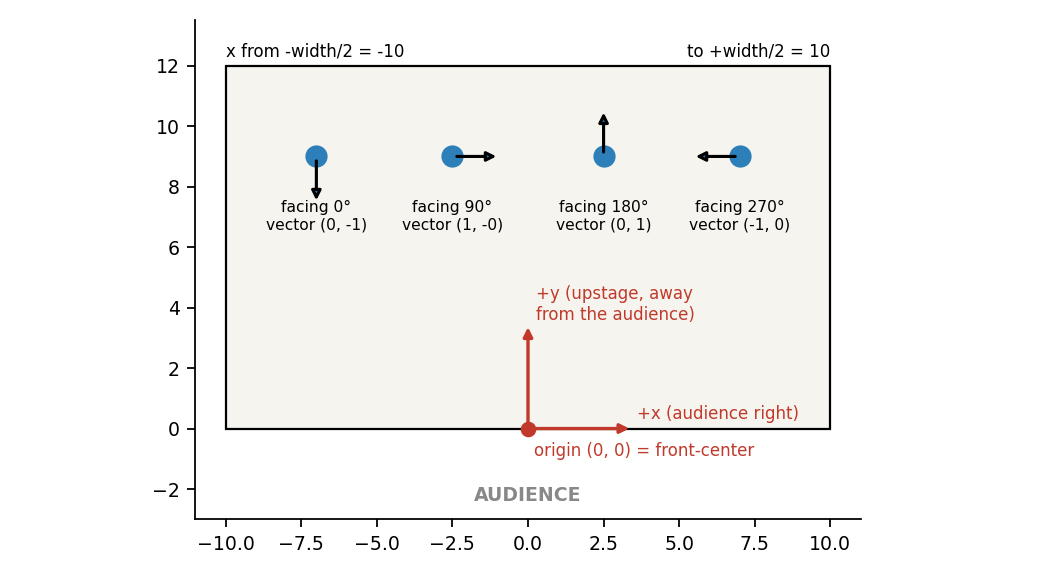 x from -width/2 = -10
to +width/2 = 10
12
10
8
6
4
2
0
−2
facing 0°
vector (0, -1)
facing 90°
vector (1, -0)
facing 180°
vector (0, 1)
facing 270°
vector (-1, 0)
+y (upstage, away
from the audience)
+x (audience right)
origin (0, 0) = front-center
AUDIENCE
−10.0
−7.5
−5.0
−2.5
0.0
2.5
5.0
7.5
10.0